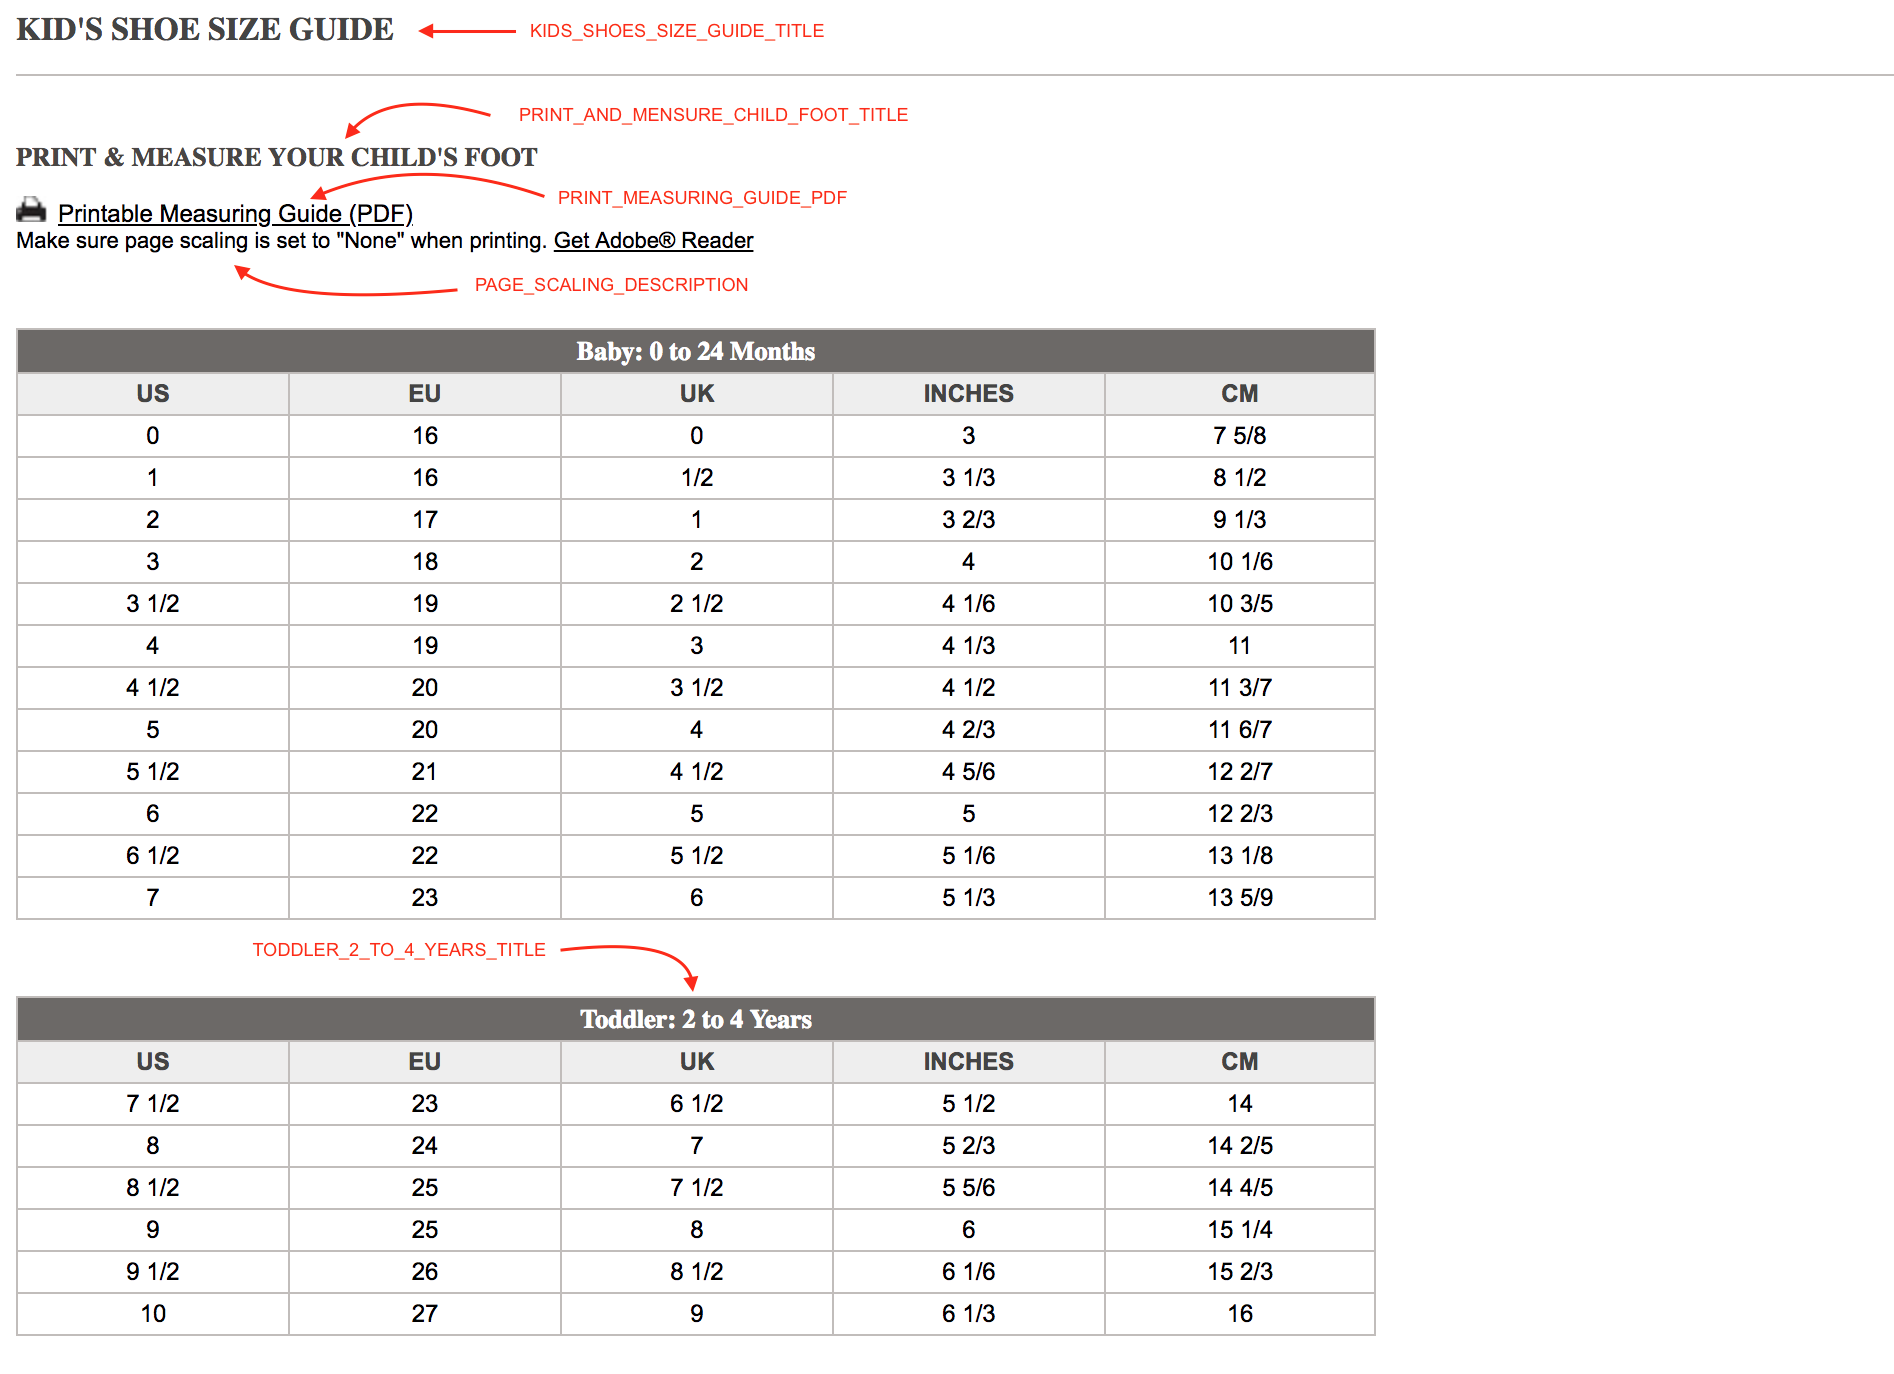 KID'S SHOE SIZE GUIDE KIDS_SHOES_SIZE_GUIDE_TITLE
PRINT_AND_MENSURE_CHILD_FOOT_TITLE
PRINT & MEASURE YOUR CHILD'S FOOT
PRINT_MEASURING_GUIDE_PDF
Printable Measuring Guide (PDF)
Make sure page scaling is set to "None" when printing. Get Adobe® Reader
PAGE_SCALING_DESCRIPTION
Baby: 0 to 24 Months
US EU UK INCHES CM
0 16 0 3 7 5/8
1 16 1/2 3 1/3 8 1/2
2 17 1 3 2/3 9 1/3
3 18 2 4 10 1/6
3 1/2 19 2 1/2 4 1/6 10 3/5
4 19 3 4 1/3 11
4 1/2 20 3 1/2 4 1/2 11 3/7
5 20 4 4 2/3 11 6/7
5 1/2 21 4 1/2 4 5/6 12 2/7
6 22 5 5 12 2/3
6 1/2 22 5 1/2 5 1/6 13 1/8
7 23 6 5 1/3 13 5/9
TODDLER_2_TO_4_YEARS_TITLE
Toddler: 2 to 4 Years
US EU UK INCHES CM
7 1/2 23 6 1/2 5 1/2 14
8 24 7 5 2/3 14 2/5
8 1/2 25 7 1/2 5 5/6 14 4/5
9 25 8 6 15 1/4
9 1/2 26 8 1/2 6 1/6 15 2/3
10 27 9 6 1/3 16